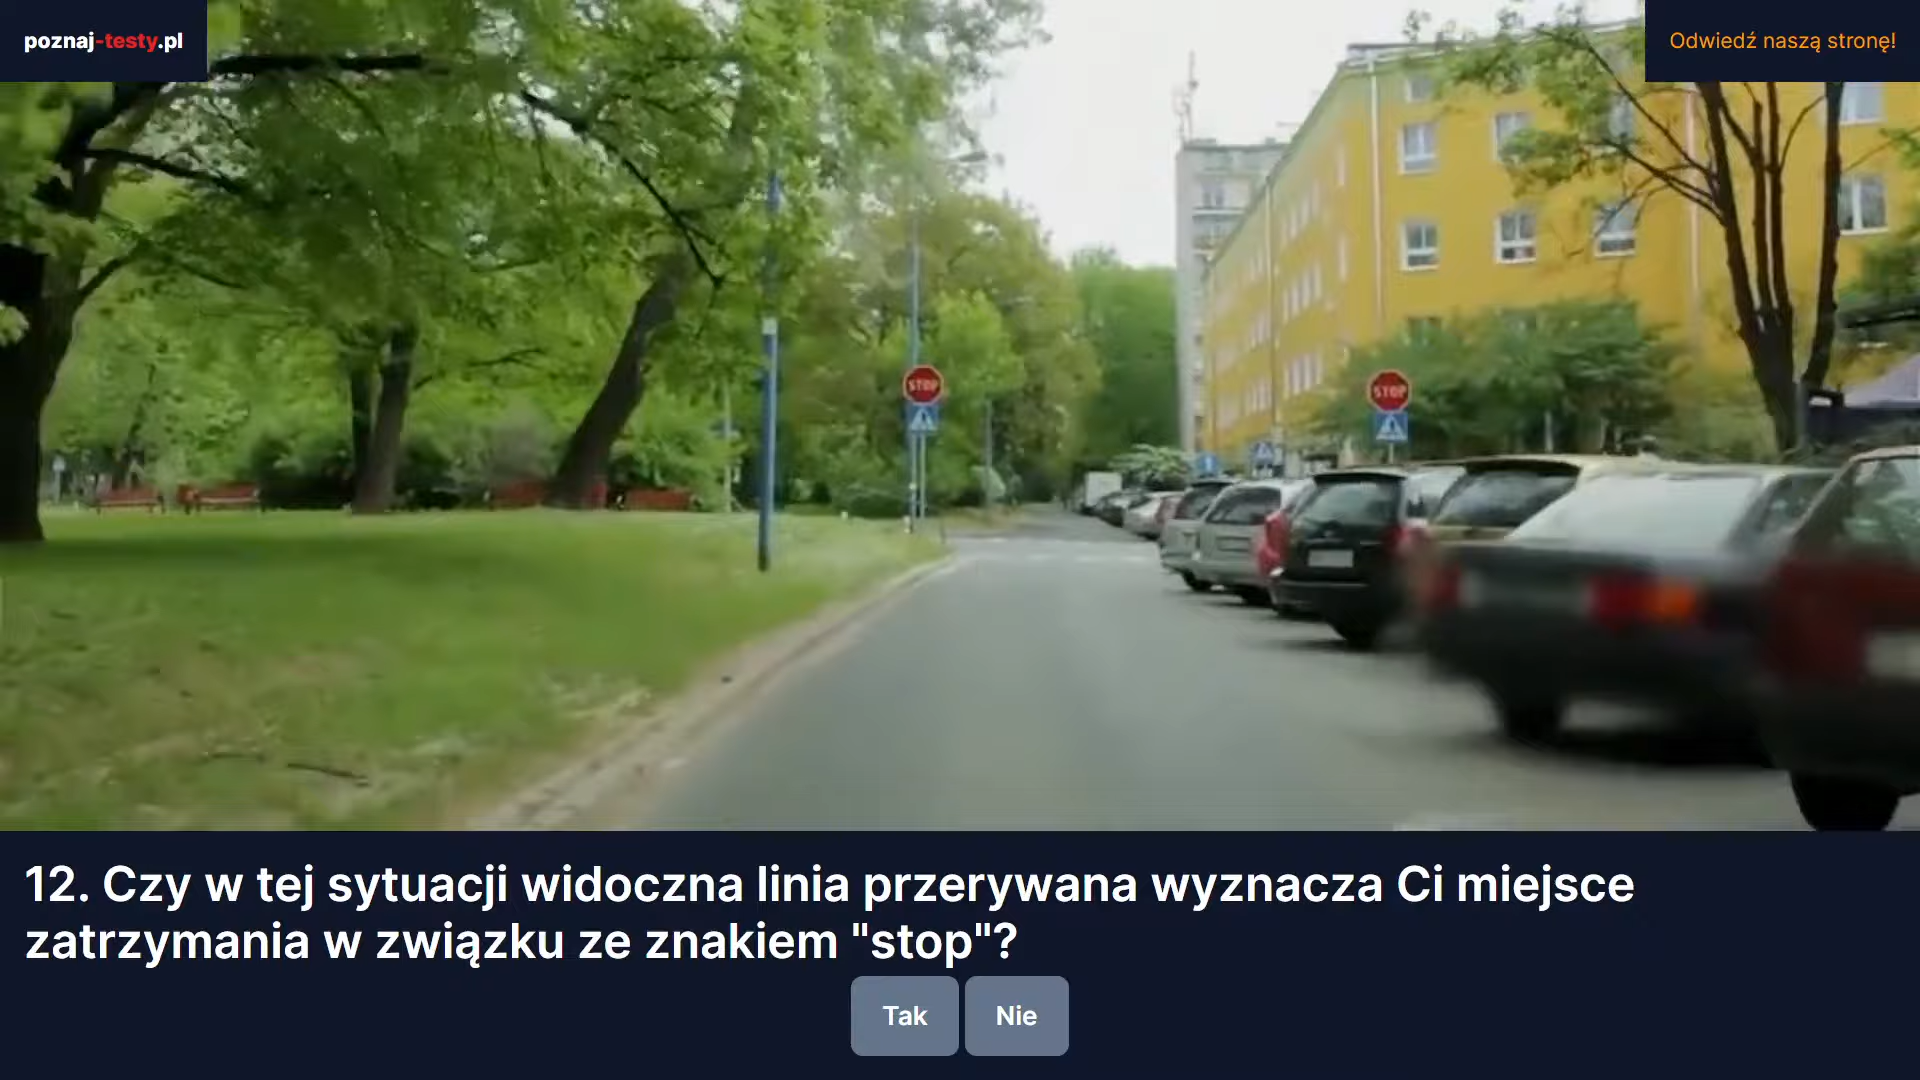 poznaj-testy.pl
Odwiedź naszą stronę!
STOP
STOP
12. Czy w tej sytuacji widoczna linia przerywana wyznacza Ci miejsce
zatrzymania w związku ze znakiem "stop"?
Tak
Nie